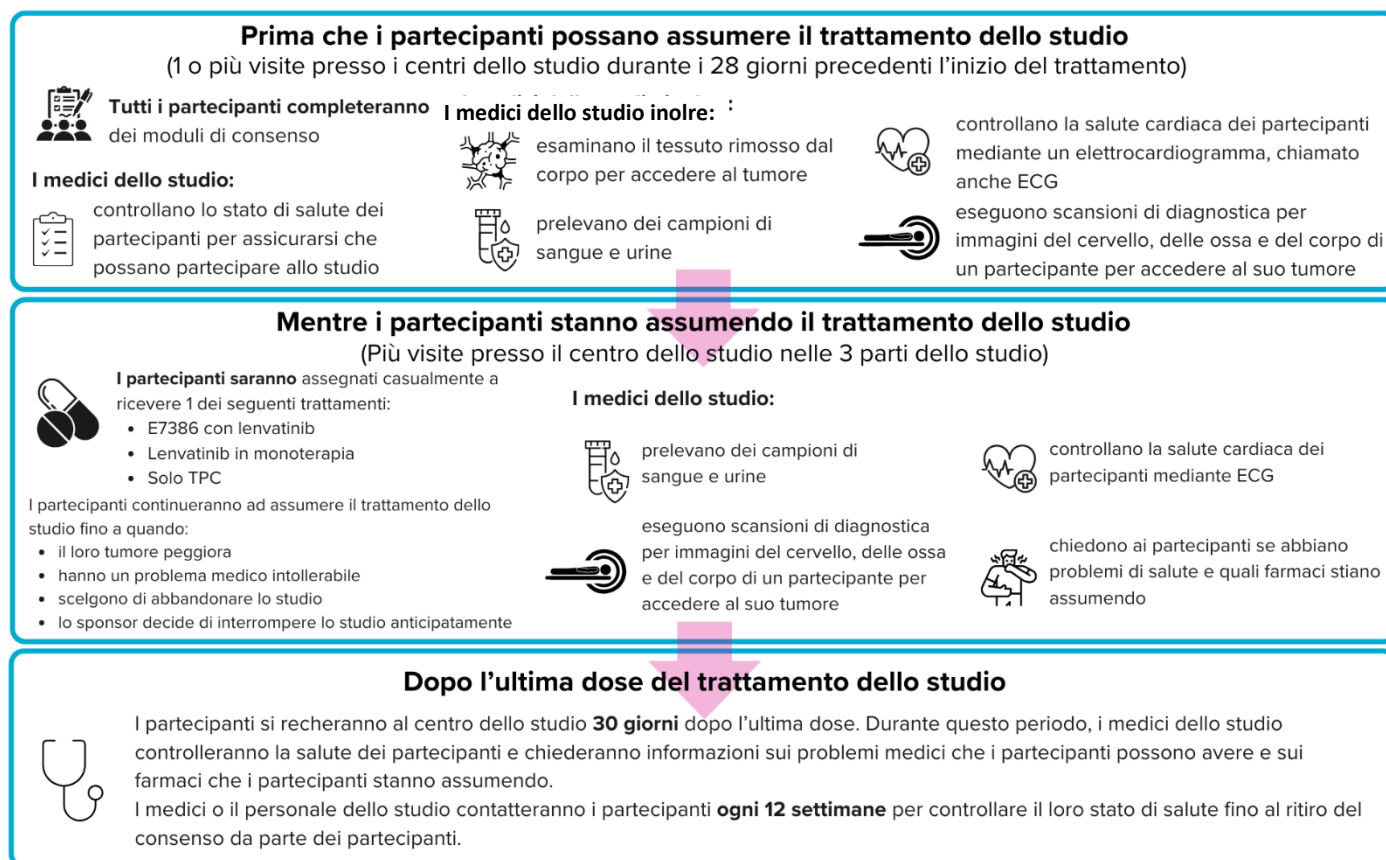 Prima che i partecipanti possano assumere il trattamento dello studio
(1 o più visite presso i centri dello studio durante i 28 giorni precedenti l'inizio del trattamento)
Tutti i partecipanti completeranno
dei moduli di consenso
I medici dello studio:
controllano lo stato di salute dei
partecipanti per assicurarsi che
possano partecipare allo studio
I medici dello studio inolre:
:
esaminano il tessuto rimosso dal
corpo per accedere al tumore
prelevano dei campioni di
sangue e urine
controllano la salute cardiaca dei partecipanti
mediante un elettrocardiogramma, chiamato
anche ECG
eseguono scansioni di diagnostica per
immagini del cervello, delle ossa e del corpo di
un partecipante per accedere al suo tumore
Mentre i partecipanti stanno assumendo il trattamento dello studio
(Più visite presso il centro dello studio nelle 3 parti dello studio)
I partecipanti saranno assegnati casualmente a
ricevere 1 dei seguenti trattamenti:
• E7386 con lenvatinib
• Lenvatinib in monoterapia
• Solo TPC
I partecipanti continueranno ad assumere il trattamento dello
studio fino a quando:
• il loro tumore peggiora
• hanno un problema medico intollerabile
• scelgono di abbandonare lo studio
• lo sponsor decide di interrompere lo studio anticipatamente
I medici dello studio:
prelevano dei campioni di
sangue e urine
eseguono scansioni di diagnostica
per immagini del cervello, delle ossa
e del corpo di un partecipante per
accedere al suo tumore
controllano la salute cardiaca dei
partecipanti mediante ECG
chiedono ai partecipanti se abbiano
problemi di salute e quali farmaci stiano
assumendo
Dopo l'ultima dose del trattamento dello studio
I partecipanti si recheranno al centro dello studio 30 giorni dopo l'ultima dose. Durante questo periodo, i medici dello studio
controlleranno la salute dei partecipanti e chiederanno informazioni sui problemi medici che i partecipanti possono avere e sui
farmaci che i partecipanti stanno assumendo.
I medici o il personale dello studio contatteranno i partecipanti ogni 12 settimane per controllare il loro stato di salute fino al ritiro del
consenso da parte dei partecipanti.